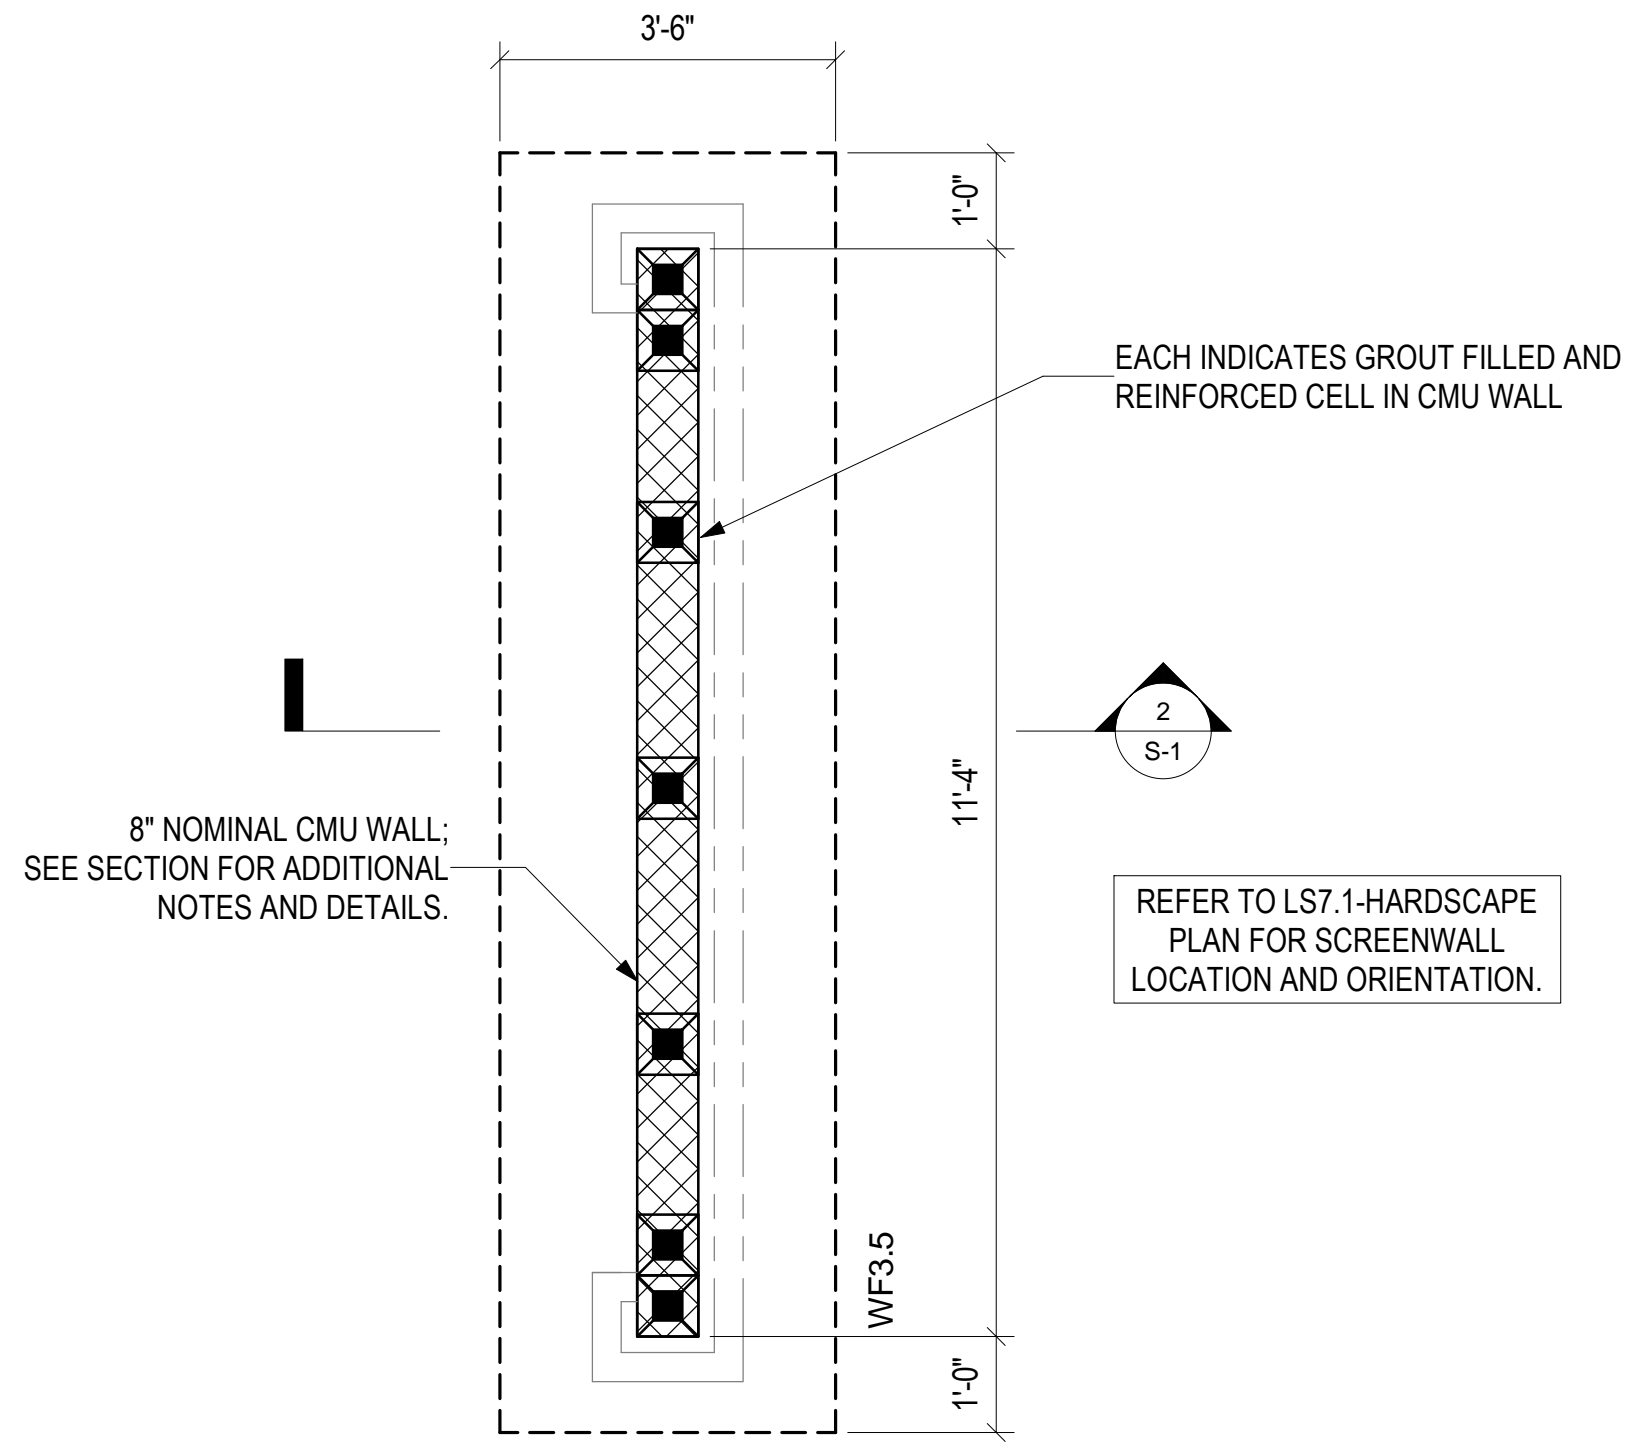 3'-6"
1'-0"
EACH INDICATES GROUT FILLED AND
REINFORCED CELL IN CMU WALL
2
S-1
11'-4"
8" NOMINAL CMU WALL;
SEE SECTION FOR ADDITIONAL
NOTES AND DETAILS.
REFER TO LS7.1-HARDSCAPE
PLAN FOR SCREENWALL
LOCATION AND ORIENTATION.
WF3.5
1'-0"